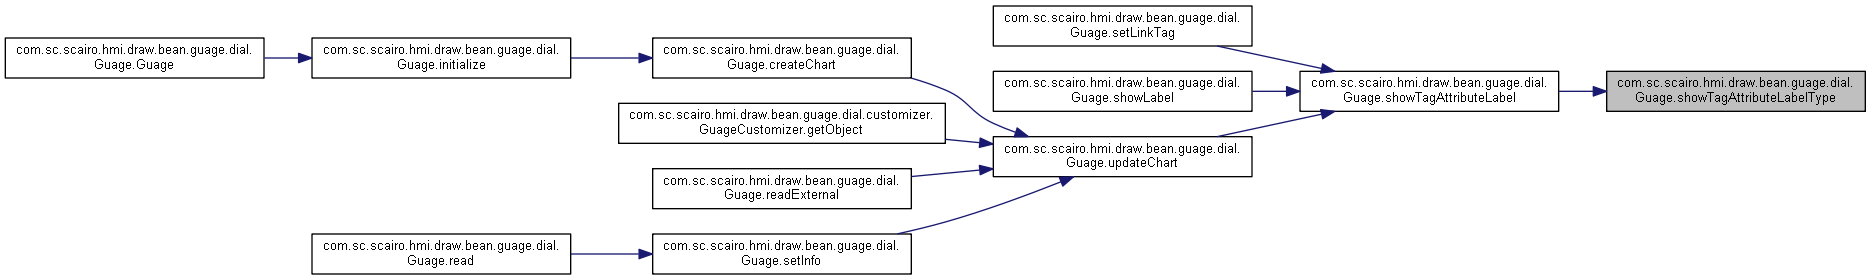 com.sc.scairo.hmi.draw.bean.guage.dial.
Guage.Guage
com.sc.scairo.hmi.draw.bean.guage.dial.
Guage.initialize
com.sc.scairo.hmi.draw.bean.guage.dial.
Guage.createChart
com.sc.scairo.hmi.draw.bean.guage.dial.customizer.
GuageCustomizer.getObject
com.sc.scairo.hmi.draw.bean.guage.dial.
Guage.readExternal
com.sc.scairo.hmi.draw.bean.guage.dial.
Guage.read
com.sc.scairo.hmi.draw.bean.guage.dial.
Guage.setInfo
com.sc.scairo.hmi.draw.bean.guage.dial.
Guage.setLinkTag
com.sc.scairo.hmi.draw.bean.guage.dial.
Guage.showLabel
com.sc.scairo.hmi.draw.bean.guage.dial.
Guage.updateChart
com.sc.scairo.hmi.draw.bean.guage.dial.
Guage.showTagAttributeLabel
com.sc.scairo.hmi.draw.bean.guage.dial.
Guage.showTagAttributeLabelType